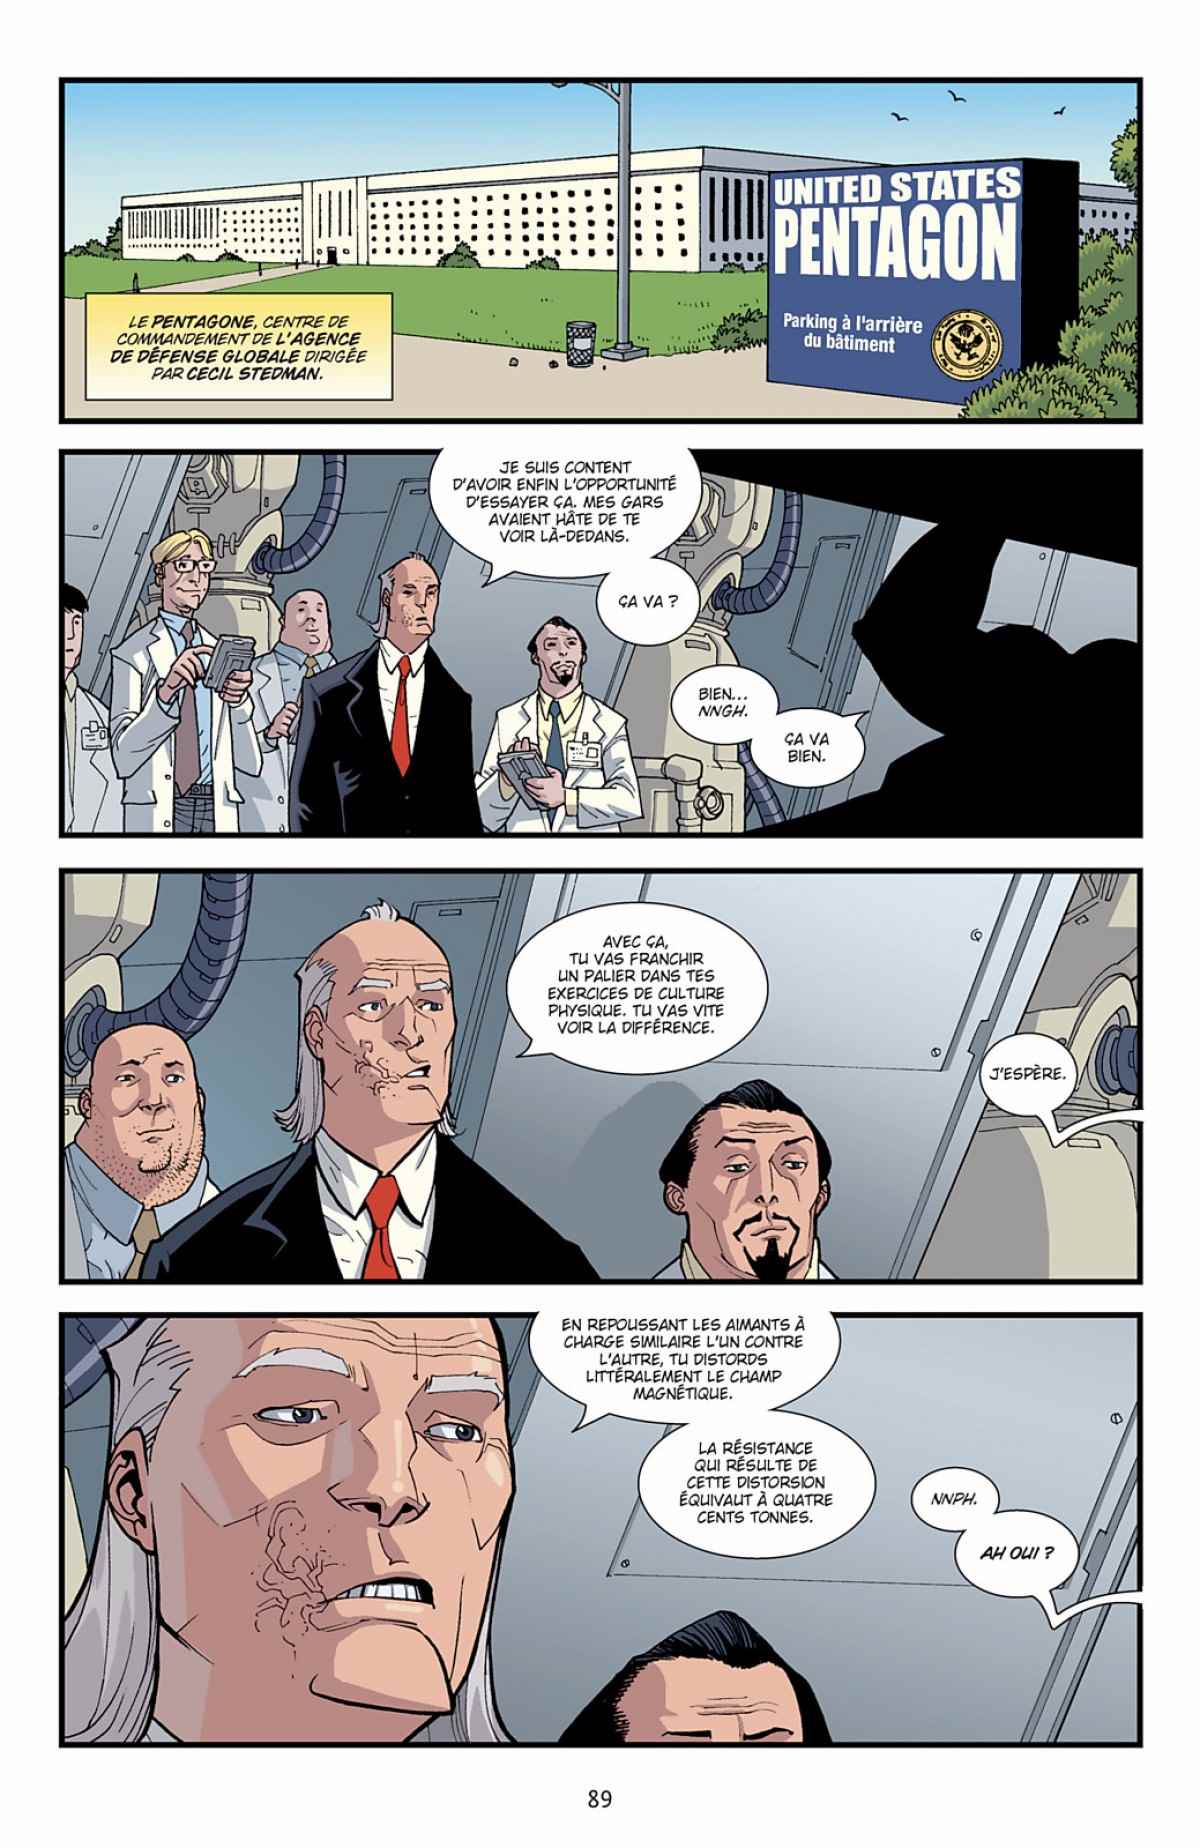 UNITED STATES
PENTAGON
Parking à l'arrière
du bâtiment
LE PENTAGONE, CENTRE DE
COMMANDEMENT DE L'AGENCE
DE DÉFENSE GLOBALE DIRIGÉE
PAR CECIL STEDMAN.
JE SUIS CONTENT
D'AVOIR ENFIN L'OPPORTUNITÉ
D'ESSAYER ÇA. MES GARS
AVAIENT HÂTE DE TE
VOIR LÀ-DEDANS.
ÇA VA ?
BIEN...
NNGH.
ÇA VA
BIEN.
AVEC ÇA,
TU VAS FRANCHIR
UN PALIER DANS TES
EXERCICES DE CULTURE
PHYSIQUE. TU VAS VITE
VOIR LA DIFFÉRENCE.
J'ESPÈRE.
EN REPOUSSANT LES AIMANTS À
CHARGE SIMILAIRE L'UN CONTRE
L'AUTRE, TU DISTORDS
LITTÉRALEMENT LE CHAMP
MAGNÉTIQUE.
LA RÉSISTANCE
QUI RÉSULTE DE
CETTE DISTORSION
ÉQUIVAUT À QUATRE
CENTS TONNES.
NNPH.
AH OUI ?
89